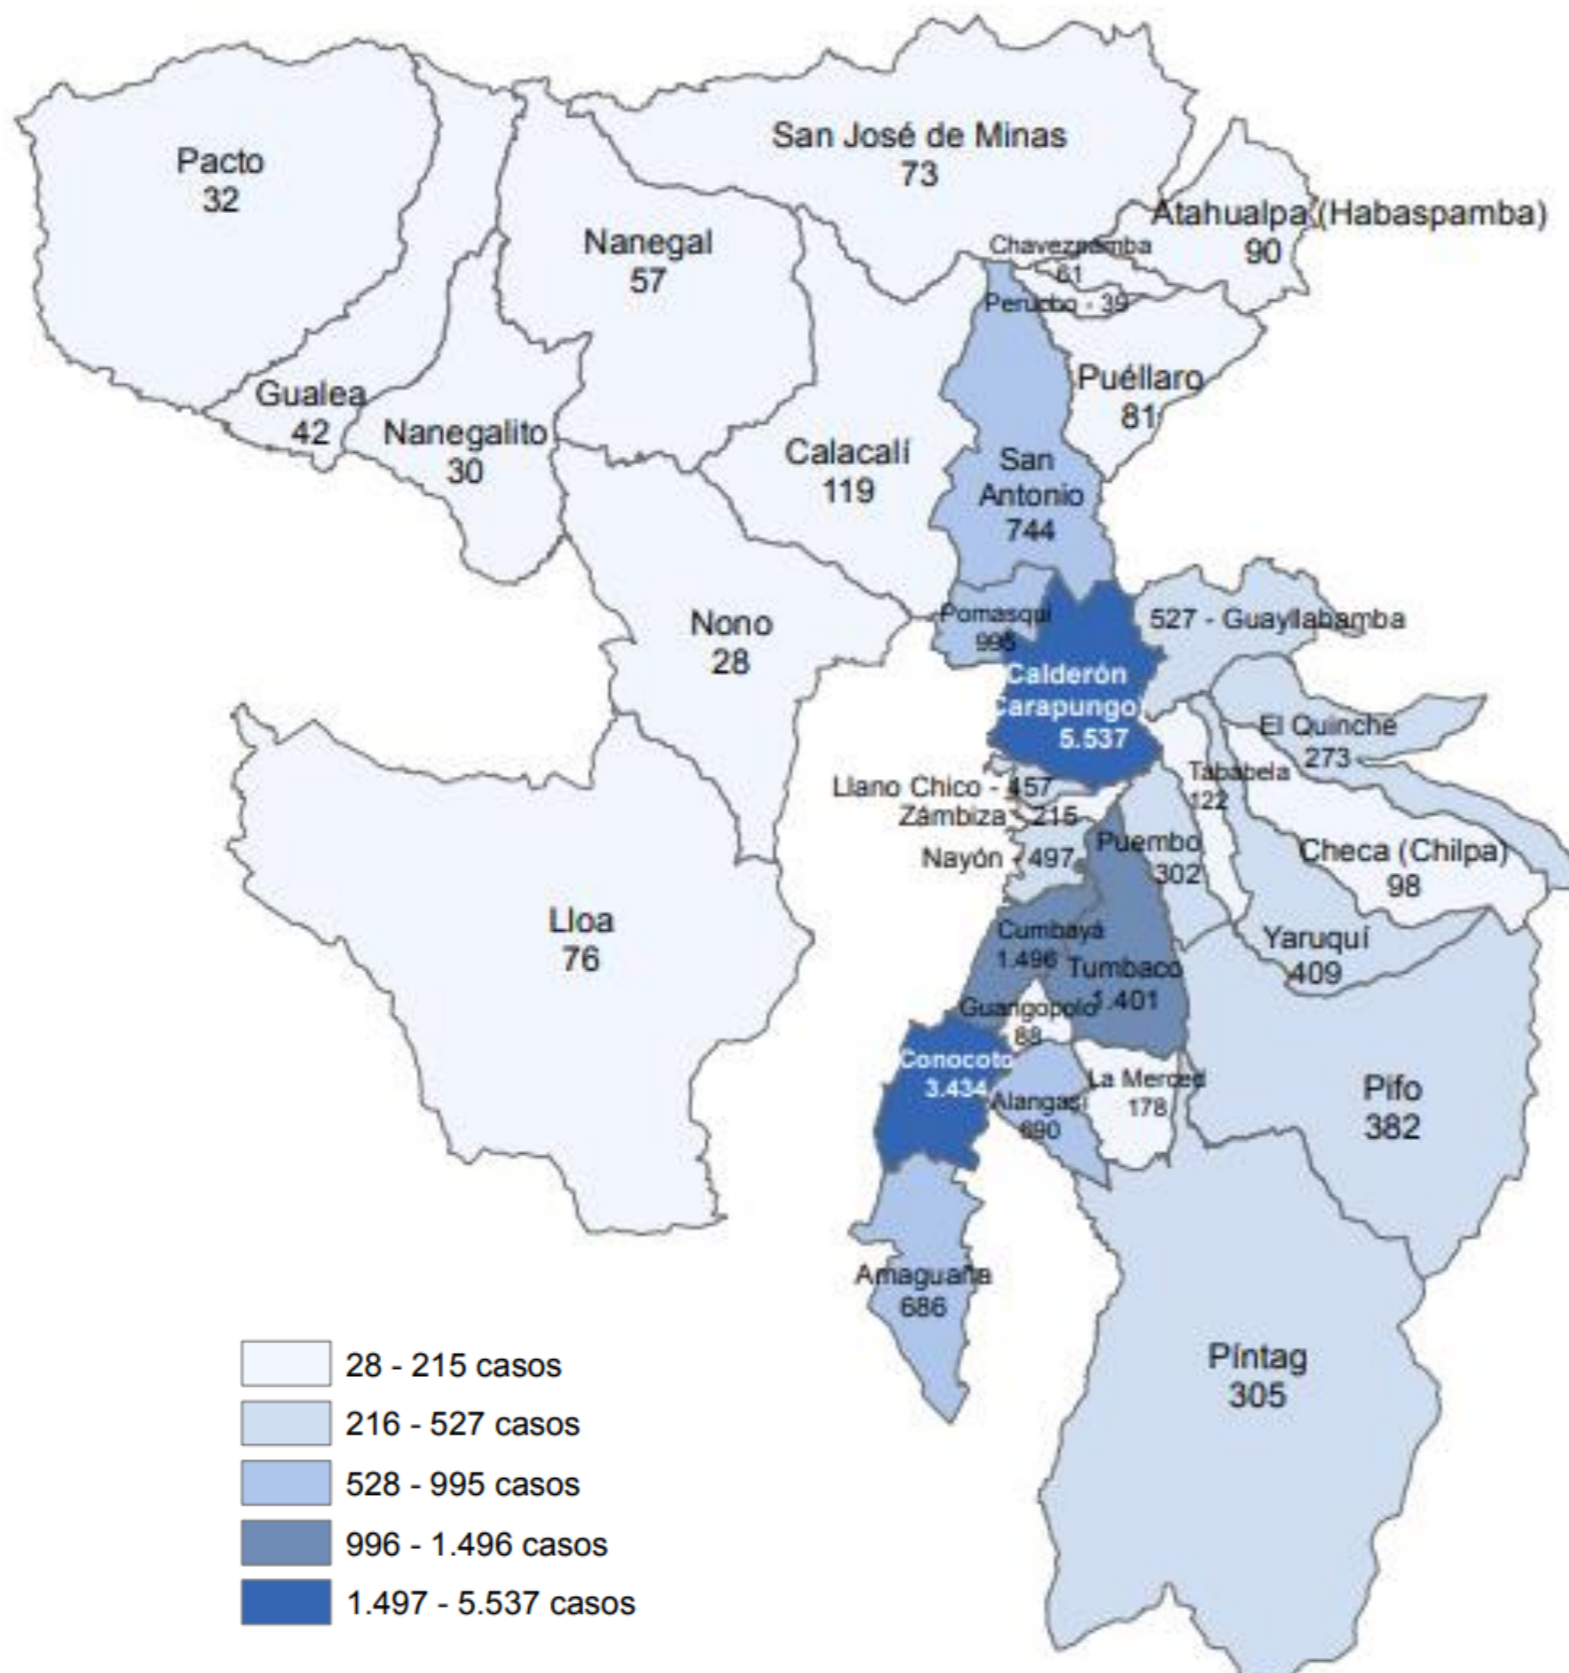 San José de Minas
73
Pacto
32
Atahualpa (Habaspamba)
90
Nanegal
57
Chavezpamba
61
Perucho - 39
Puéllaro
81
Gualea
42
Nanegalito
30
Calacalí
119
San
Antonio
744
Pomasqui
995
527 - Guayllabamba
Nono
28
Calderón
(Carapungo)
5.537
El Quinche
273
Tababela
122
Llano Chico - 457
Zámbiza - 215
Nayón - 497
Puembo
302
Checa (Chilpa)
98
Lloa
76
Cumbayá
1.496
Tumbaco
1.401
Yaruquí
409
Guangopolo
88
Conocoto
3.434
La Merced
178
Alangasí
690
Pifo
382
Amaguaña
686
Píntag
305
28 - 215 casos
216 - 527 casos
528 - 995 casos
996 - 1.496 casos
1.497 - 5.537 casos